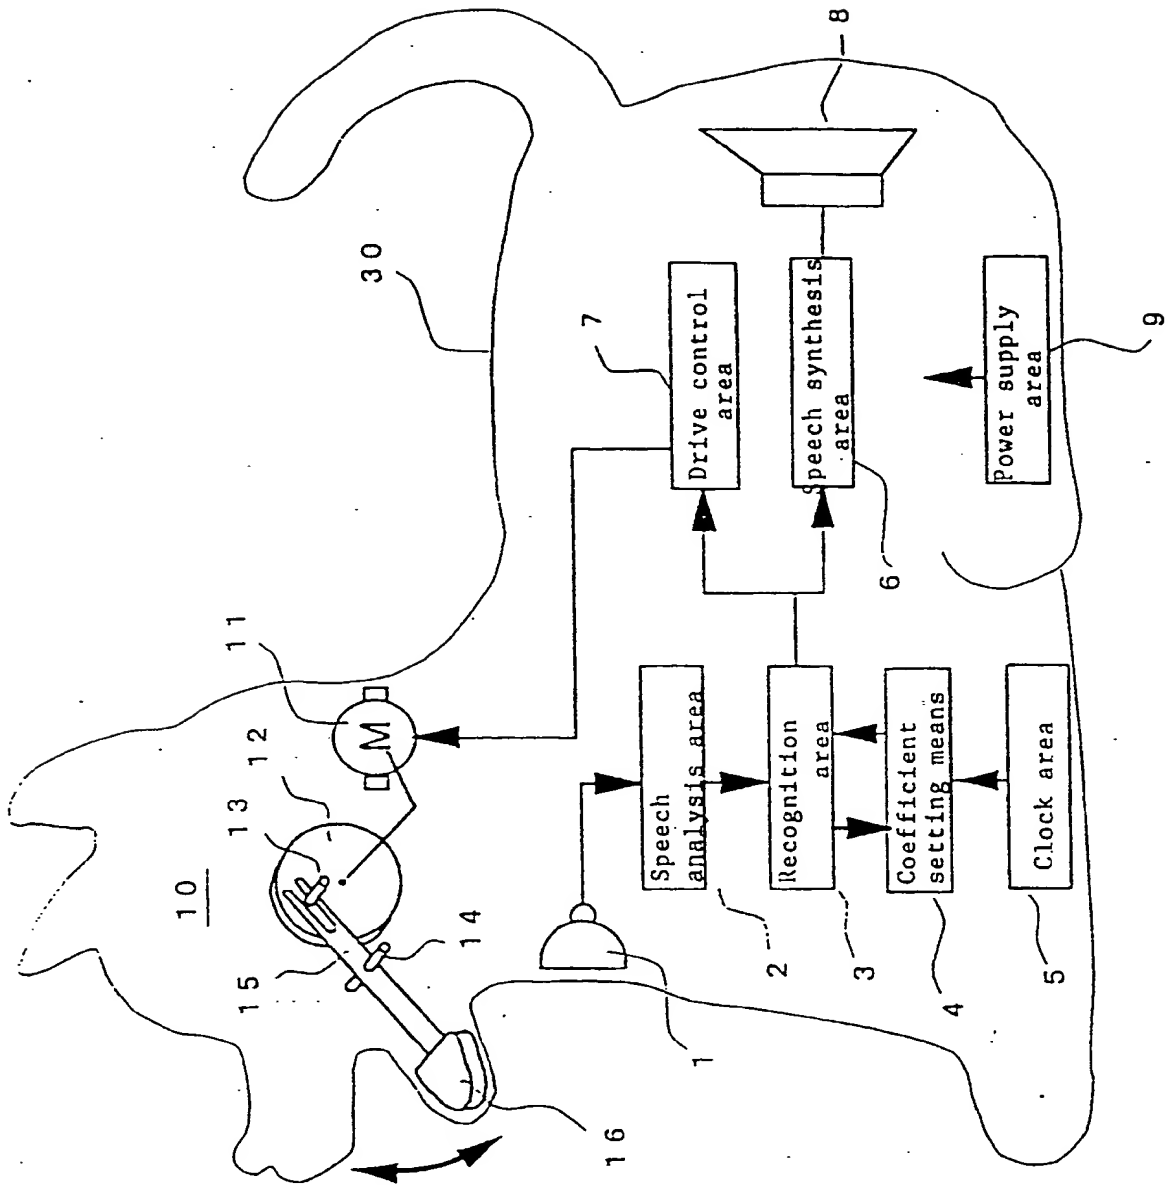 10
15
13
12
11
30
14
16
7
Drive control
area
Speech
analysis area
1
2
Recognition
area
Speech synthesis
area
8
3
6
Coefficient
setting means
4
Power supply
area
Clock area
5
9
M